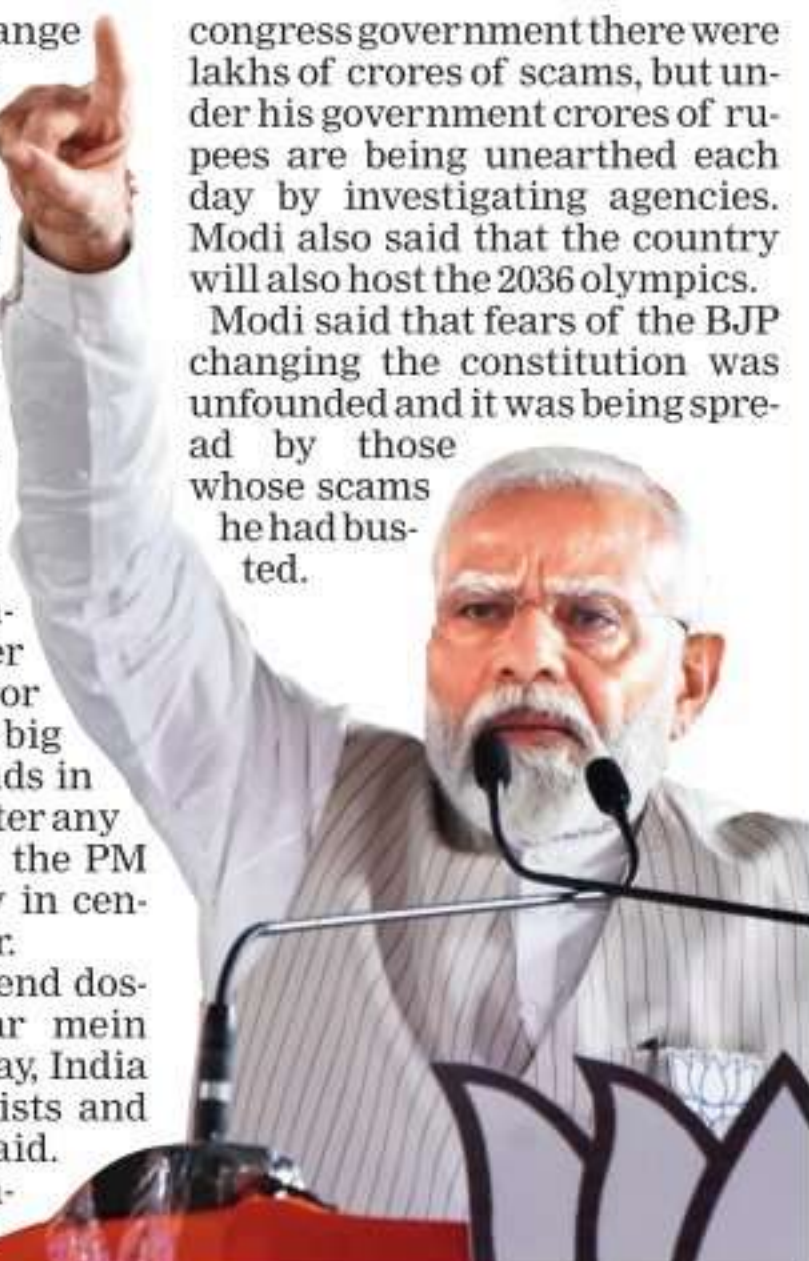 ange
er
or
big
ds in
ter any
the PM
in cen-
r.
end dos-
ur mein
ay, India
ists and
aid.
congress government there were
lakhs of crores of scams, but un-
der his government crores of ru-
pees are being unearthed each
day by investigating agencies.
Modi also said that the country
will also host the 2036 olympics.
Modi said that fears of the BJP
changing the constitution was
unfounded and it was being spre-
ad by those
whose scams
he had bus-
ted.